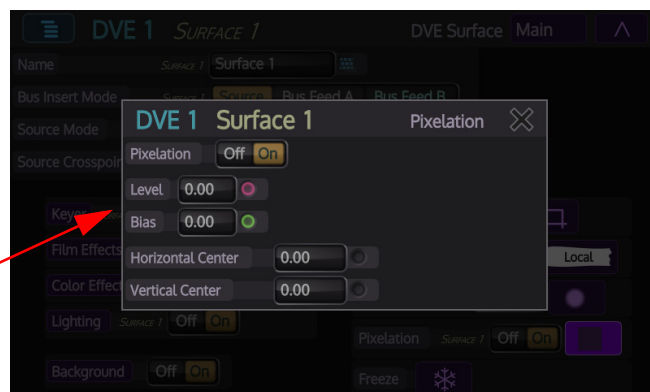 DVE 1 Surface 1 DVE Surface Main
Name Surface 1 Surface 1
Bus Insert Mode Surface 1 Source Bus Feed A Bus Feed B
Source Mode
Source Crosspoin
DVE 1 Surface 1 Pixelation
Pixelation Off On
Level 0.00
Bias 0.00
Horizontal Center 0.00
Vertical Center 0.00
Keyer
Film Effects
Local
Color Effect
Lighting Surface 1 Off On
Pixelation Surface 1 Off On
Background Off On
Freeze